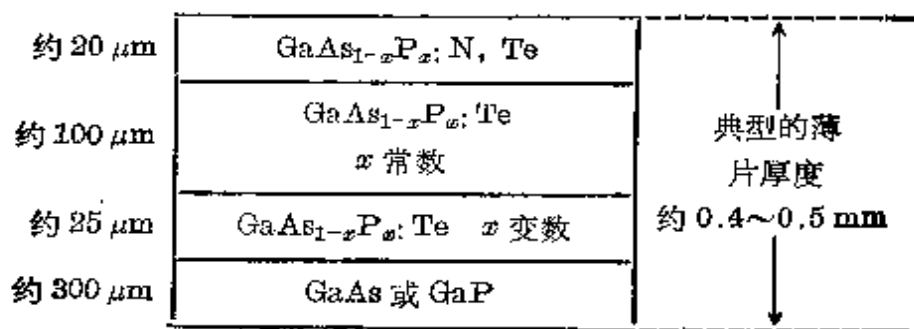 约 20 μm
GaAs₁₋ₓPₓ: N, Te
约 100 μm
GaAs₁₋ₓPₓ: Te
x 常数
约 25 μm
GaAs₁₋ₓPₓ: Te x 变数
约 300 μm
GaAs 或 GaP
典型的薄
片厚度
约 0.4~0.5 mm